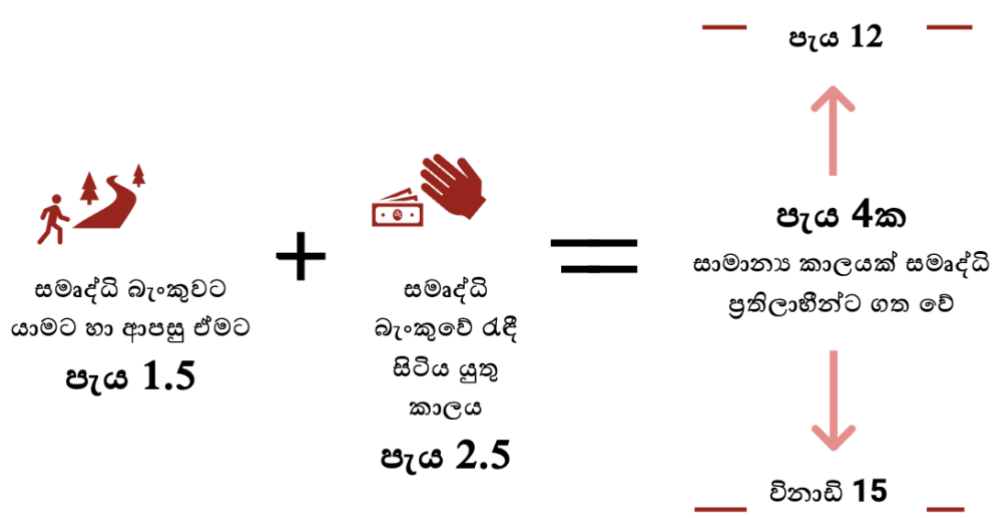 සමෘද්ධි බැංකුවට
යාමට හා ආපසු ඒමට
පැය 1.5
+
සමෘද්ධි
බැංකුවේ රැඳී
සිටිය යුතු
කාලය
පැය 2.5
=
පැය 12
පැය 4ක
සාමාන්‍ය කාලයක් සමෘද්ධි
ප්‍රතිලාභීන්ට ගත වේ
විනාඩි 15